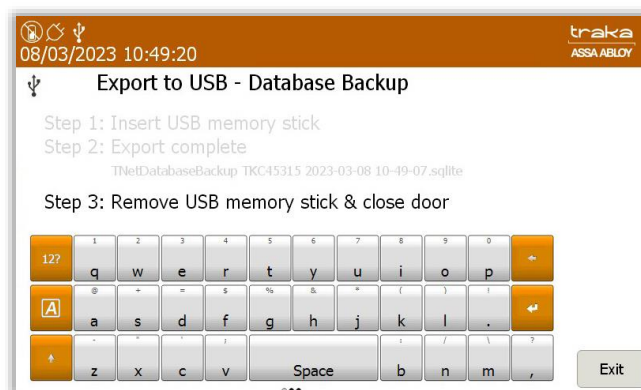 traka
08/03/2023 10:49:20
ASSA ABLOY
Export to USB - Database Backup
Step 1: Insert USB memory stick
Step 2: Export complete
TNetDatabaseBackup TKC45315 2023-03-08 10-49-07.sqlite
Step 3: Remove USB memory stick & close door
1 2 3 4 5 6 7 8 9 0
12? q w e r t y u i o p
@ + = $ % & * ( ) !
A a s d f g h j k l .
- " ' ; : / \ ?
z x c v Space b n m ,
Exit